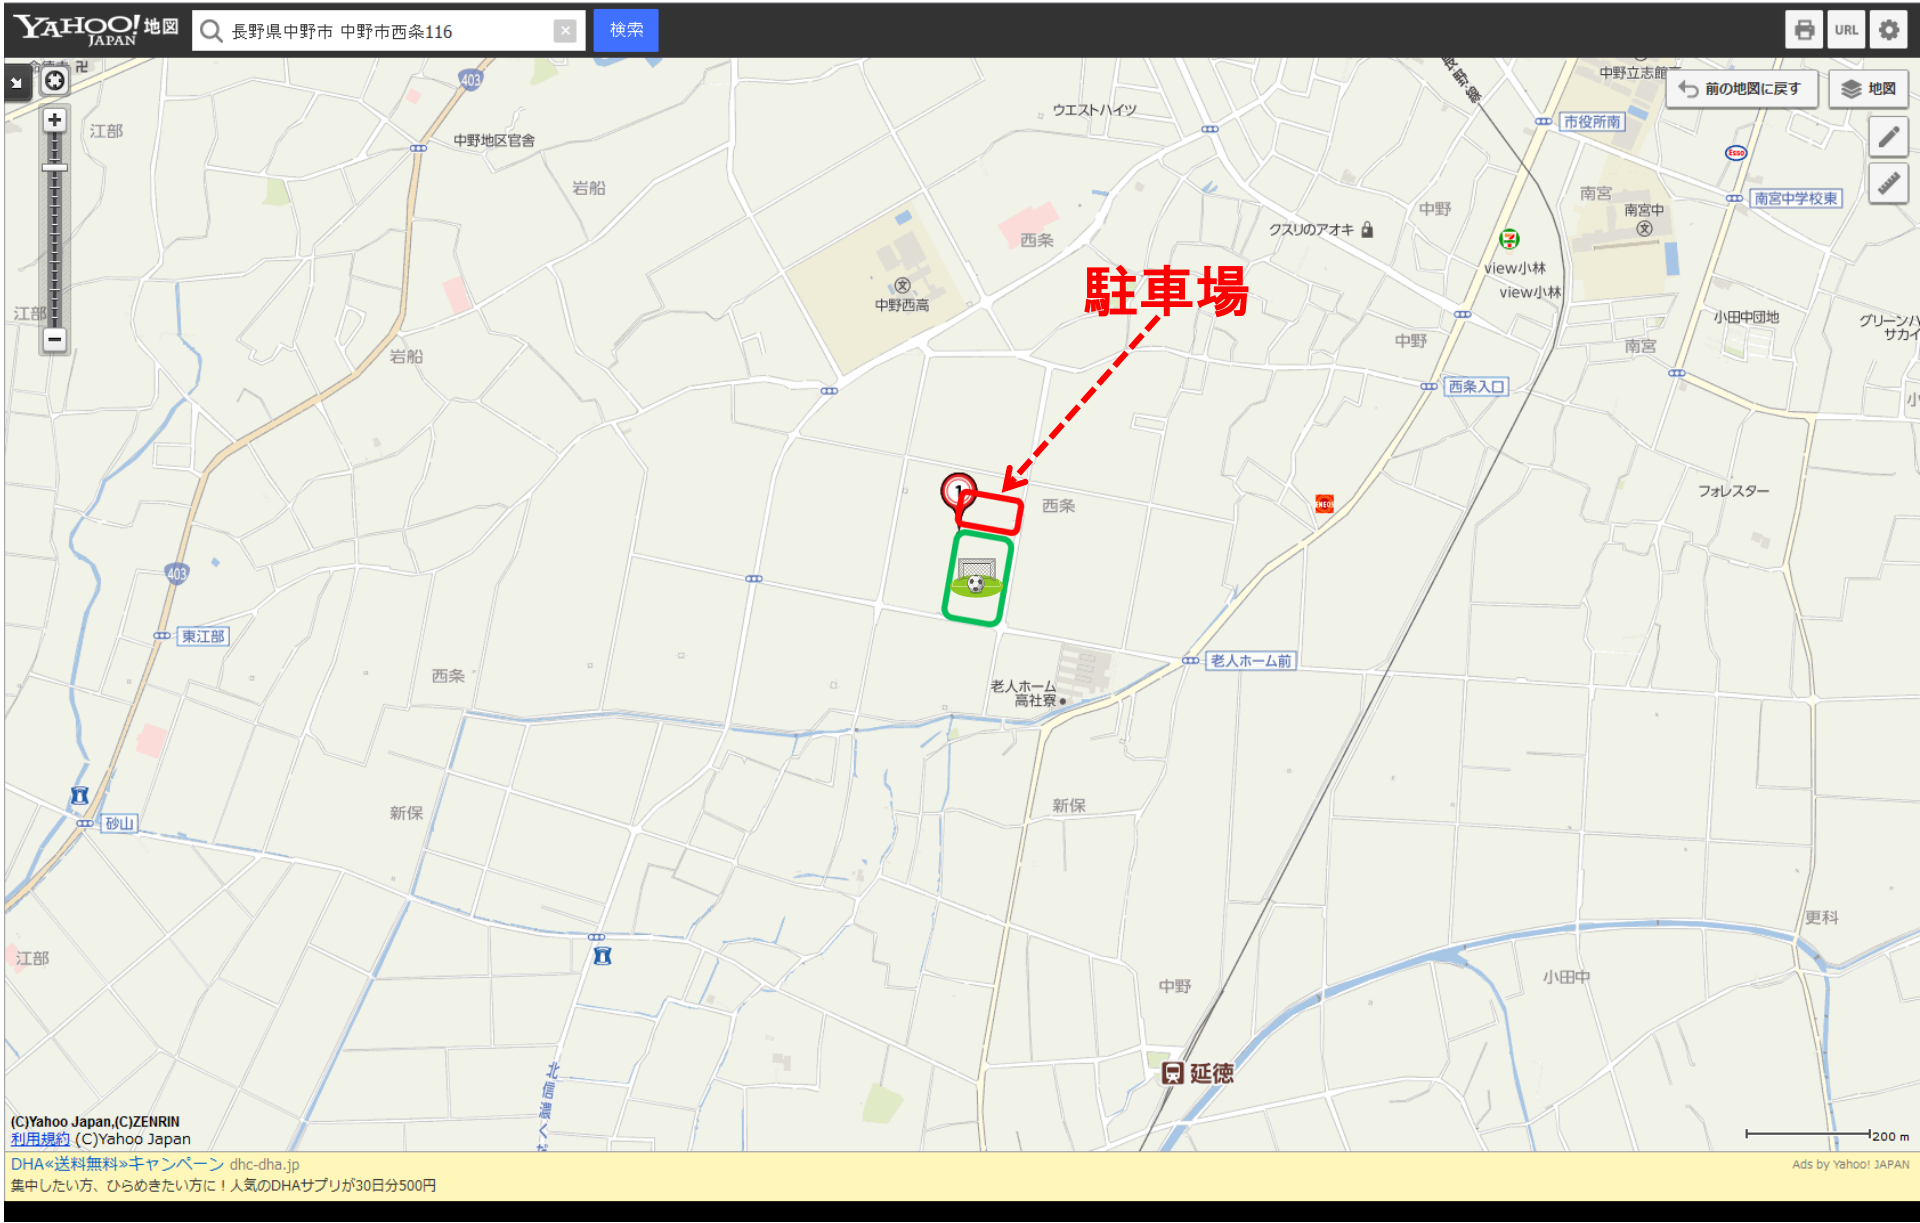 YAHOO! JAPAN 地図
長野県中野市 中野市西条116
検索
URL
中野立志館
前の地図に戻す
地図
403
ウエストハイツ
江部
中野地区官舎
市役所南
Esso
岩船
南宮
南宮中学校東
中野
南宮中
文
クスリのアオキ
西条
view小林
view小林
文
中野西高
駐車場
江部
小田中団地
グリーンハ
サカイ
中野
南宮
岩船
西条入口
小
1
西条
ENEOS
フォレスター
403
東江部
老人ホーム前
西条
老人ホーム
高社寮
新保
新保
砂山
更科
江部
小田中
中野
延徳
(C)Yahoo Japan,(C)ZENRIN
利用規約 (C)Yahoo Japan
200 m
DHA≪送料無料≫キャンペーン dhc-dha.jp
Ads by Yahoo! JAPAN
集中したい方、ひらめきたい方に！人気のDHAサプリが30日分500円